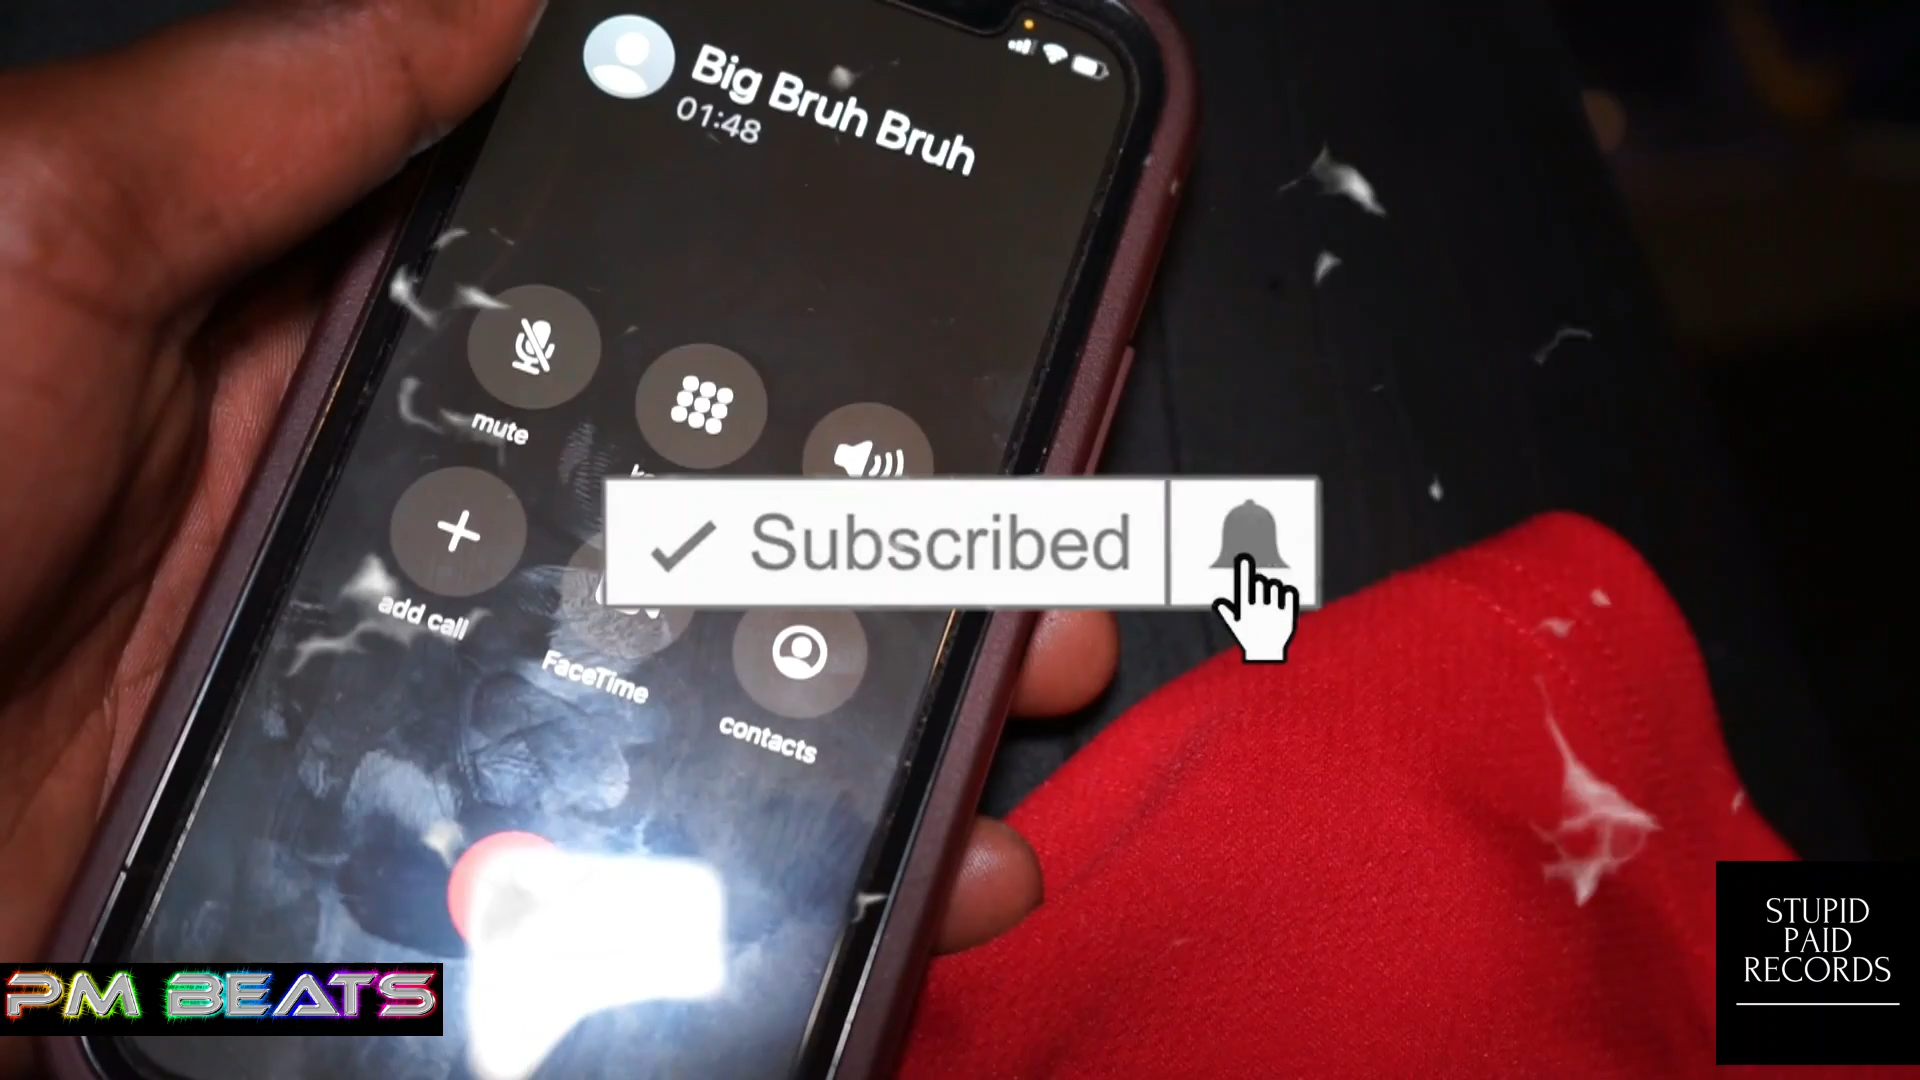 Big Bruh Bruh
01:48
mute
add call
FaceTime
contacts
Subscribed
PM BEATS
STUPID
PAID
RECORDS